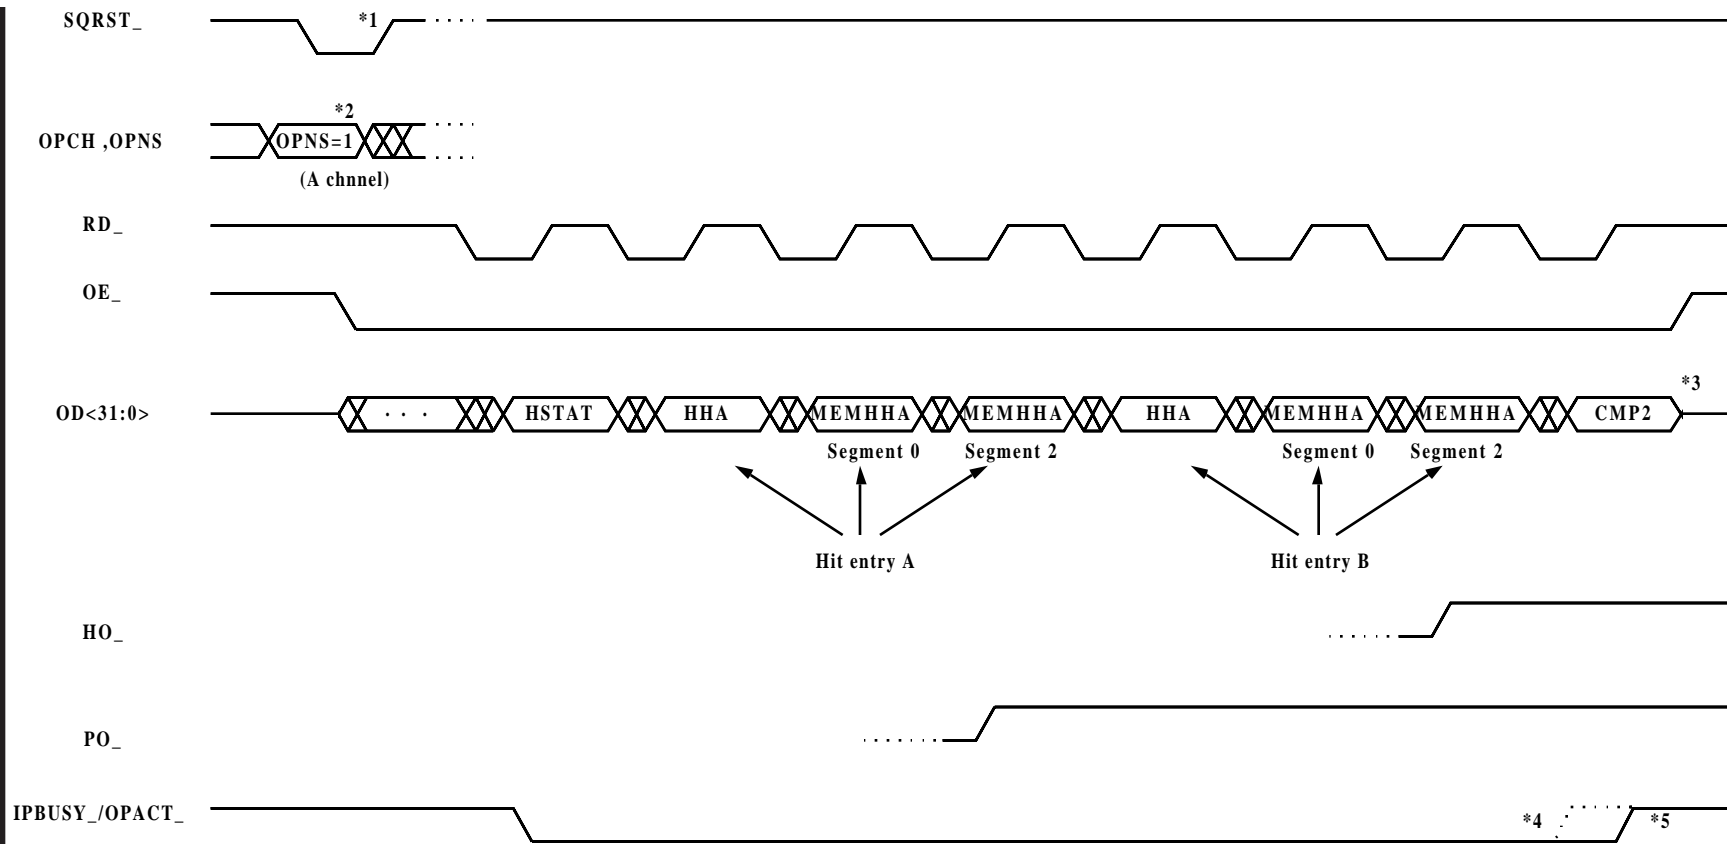 SQRST_
*1
*2
OPCH ,OPNS
OPNS=1
(A chnnel)
RD_
OE_
*3
OD<31:0>
. . .
HSTAT
HHA
MEMHHA
MEMHHA
HHA
MEMHHA
MEMHHA
CMP2
Segment 0
Segment 2
Segment 0
Segment 2
Hit entry A
Hit entry B
HO_
PO_
IPBUSY_/OPACT_
*4
*5